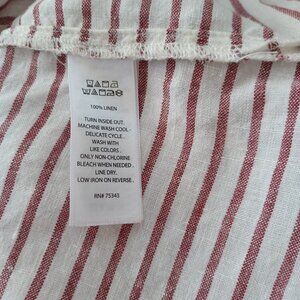 100% LINEN
TURN INSIDE OUT.
MACHINE WASH COOL -
DELICATE CYCLE.
WASH WITH
LIKE COLORS.
ONLY NON-CHLORINE
BLEACH WHEN NEEDED.
LINE DRY.
LOW IRON ON REVERSE.
RN# 75343